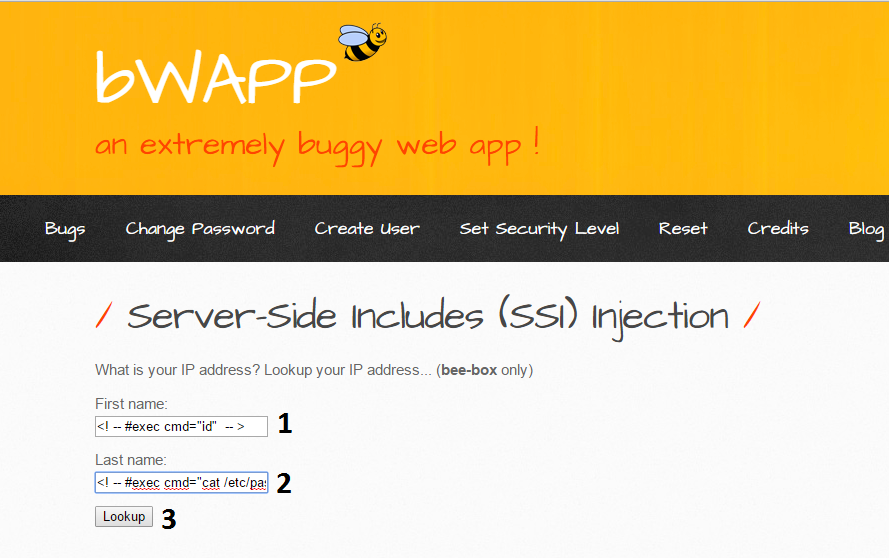 bWAPP
an extremely buggy web app !
Bugs Change Password Create User Set Security Level Reset Credits Blog
/ Server-Side Includes (SSI) Injection /
What is your IP address? Lookup your IP address... (bee-box only)
First name:
<! -- #exec cmd="id"  -- > 1
Last name:
<! -- #exec cmd="cat /etc/pas 2
Lookup 3